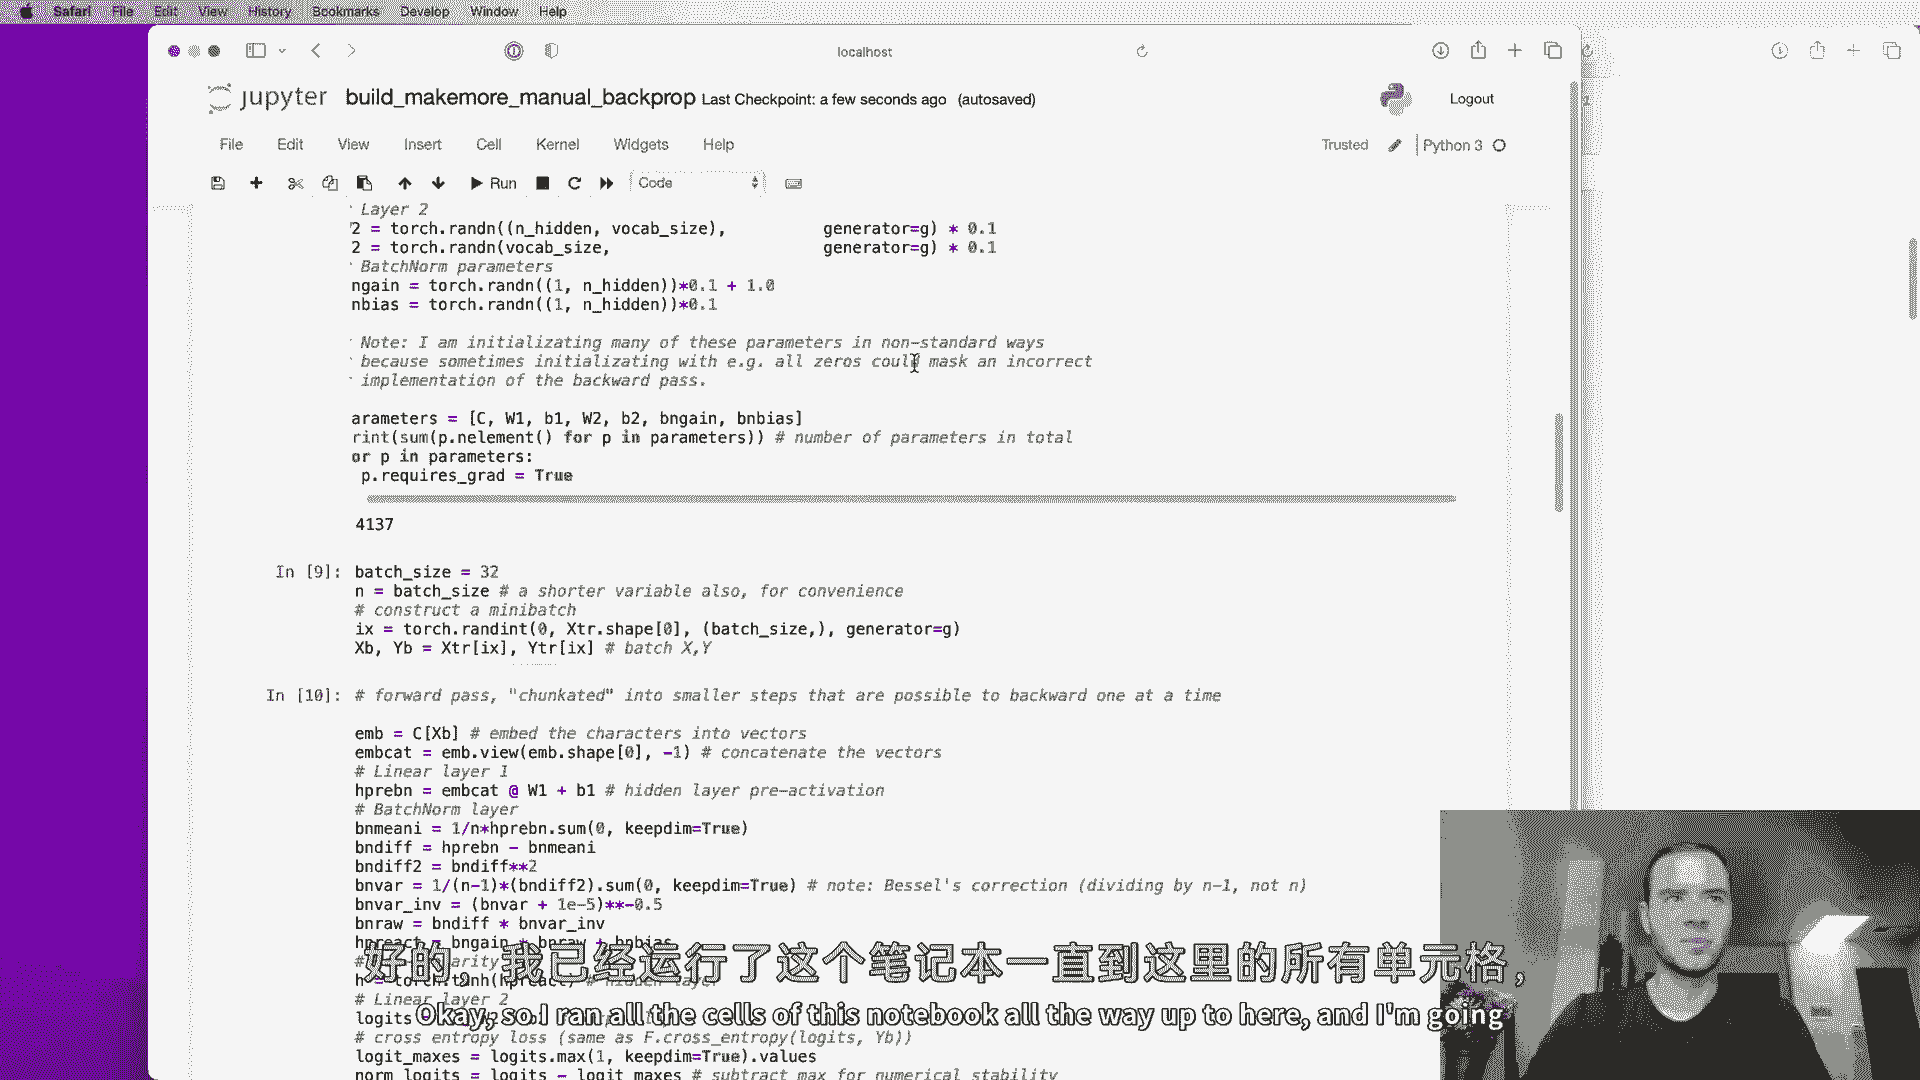 Safari File Edit View History Bookmarks Develop Window Help
localhost
jupyter build_makemore_manual_backprop Last Checkpoint: a few seconds ago (autosaved)
Logout
File Edit View Insert Cell Kernel Widgets Help
Trusted Python 3
Run Code
Layer 2
2 = torch.randn((n_hidden, vocab_size), generator=g) * 0.1
2 = torch.randn(vocab_size, generator=g) * 0.1
BatchNorm parameters
ngain = torch.randn((1, n_hidden))*0.1 + 1.0
nbias = torch.randn((1, n_hidden))*0.1
Note: I am initializating many of these parameters in non-standard ways
because sometimes initializating with e.g. all zeros could mask an incorrect
implementation of the backward pass.
arameters = [C, W1, b1, W2, b2, bngain, bnbias]
rint(sum(p.nelement() for p in parameters)) # number of parameters in total
or p in parameters:
p.requires_grad = True
4137
In [9]: batch_size = 32
n = batch_size # a shorter variable also, for convenience
# construct a minibatch
ix = torch.randint(0, Xtr.shape[0], (batch_size,), generator=g)
Xb, Yb = Xtr[ix], Ytr[ix] # batch X,Y
In [10]: # forward pass, "chunkated" into smaller steps that are possible to backward one at a time
emb = C[Xb] # embed the characters into vectors
embcat = emb.view(emb.shape[0], -1) # concatenate the vectors
# Linear layer 1
hprebn = embcat @ W1 + b1 # hidden layer pre-activation
# BatchNorm layer
bnmeani = 1/n*hprebn.sum(0, keepdim=True)
bndiff = hprebn - bnmeani
bndiff2 = bndiff**2
bnvar = 1/(n-1)*(bndiff2).sum(0, keepdim=True) # note: Bessel's correction (dividing by n-1, not n)
bnvar_inv = (bnvar + 1e-5)**-0.5
bnraw = bndiff * bnvar_inv
hpreact = bngain * bnraw + bnbias
好的，我已经运行了这个笔记本一直到这里的所有单元格，
h = torch.tanh(hpreact) # hidden layer
# Linear layer 2
logits
Okay, so I ran all the cells of this notebook all the way up to here, and I'm going
# cross entropy loss (same as F.cross_entropy(logits, Yb))
logit_maxes = logits.max(1, keepdim=True).values
norm_logits = logits - logit_maxes # subtract max for numerical stability